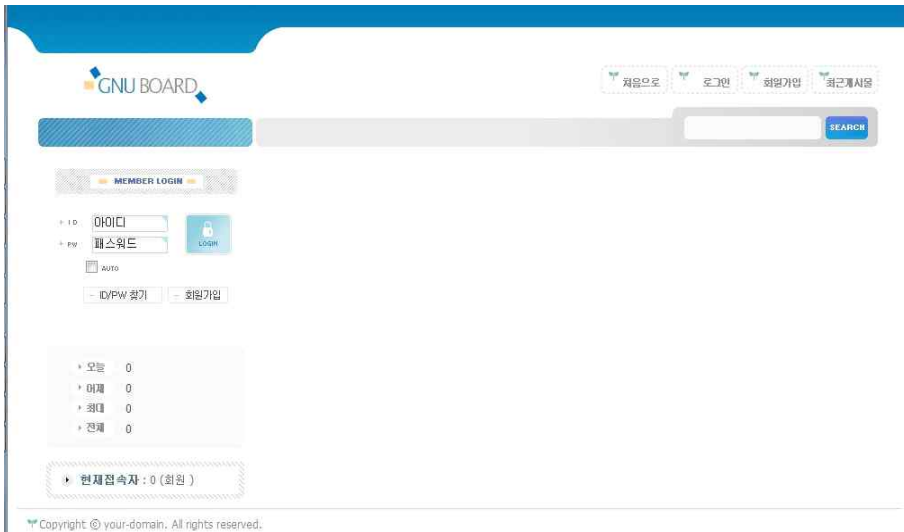 GNU BOARD
처음으로 로그인 회원가입 최근게시물
SEARCH
MEMBER LOGIN
ID 아이디
LOGIN
PW 패스워드
AUTO
ID/PW 찾기 회원가입
오늘 0
어제 0
최대 0
전체 0
현재접속자 : 0 (회원 )
Copyright © your-domain. All rights reserved.